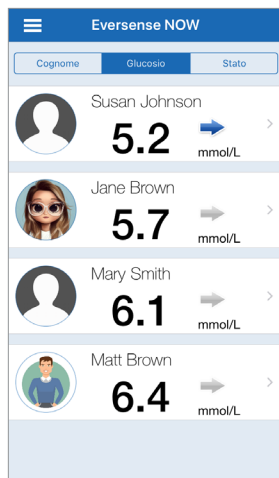 Eversense NOW
Cognome Glucosio Stato
Susan Johnson
5.2
mmol/L
Jane Brown
5.7
mmol/L
Mary Smith
6.1
mmol/L
Matt Brown
6.4
mmol/L